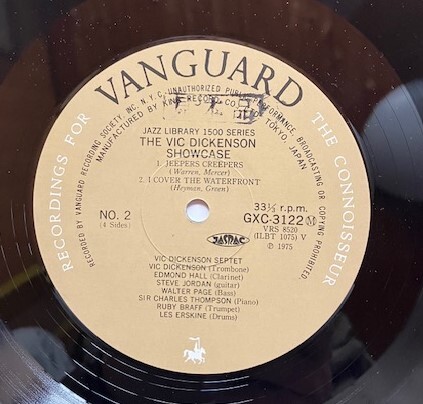 VANGUARD
RECORDINGS FOR THE CONNOISSEUR
RECORDED BY VANGUARD RECORDING SOCIETY, INC. N.Y.C. UNAUTHORIZED PUBLIC PERFORMANCE, BROADCASTING OR COPYING PROHIBITED
MANUFACTURED BY KING RECORD CO. TOKYO, JAPAN
JAZZ LIBRARY 1500 SERIES
THE VIC DICKENSON
SHOWCASE
1. JEEPERS CREEPERS
(Warren, Mercer)
2. I COVER THE WATERFRONT
(Heyman, Green)
NO. 2
(4 Sides)
33⅓ r.p.m.
GXC-3122 Ⓜ
VRS 8520
(ILBT 1075) V
℗ 1975
JASRAC
VIC DICKENSON SEPTET
VIC DICKENSON (Trombone)
EDMOND HALL (Clarinet)
STEVE JORDAN (guitar)
WALTER PAGE (Bass)
SIR CHARLES THOMPSON (Piano)
RUBY BRAFF (Trumpet)
LES ERSKINE (Drums)